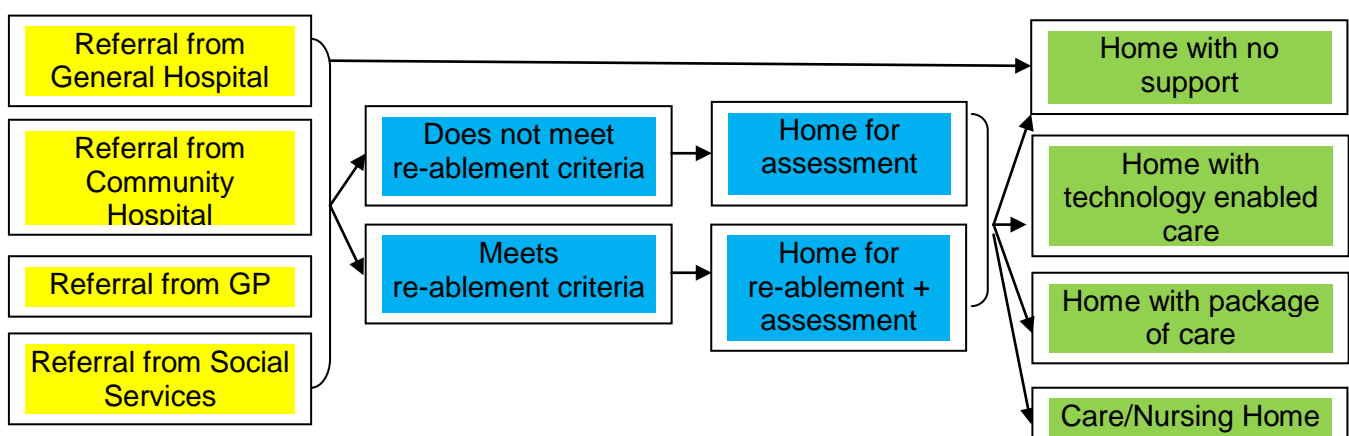 Referral from
General Hospital
Referral from
Community
Hospital
Referral from GP
Referral from Social
Services
Does not meet
re-ablement criteria
Meets
re-ablement criteria
Home for
assessment
Home for
re-ablement +
assessment
Home with no
support
Home with
technology enabled
care
Home with package
of care
Care/Nursing Home